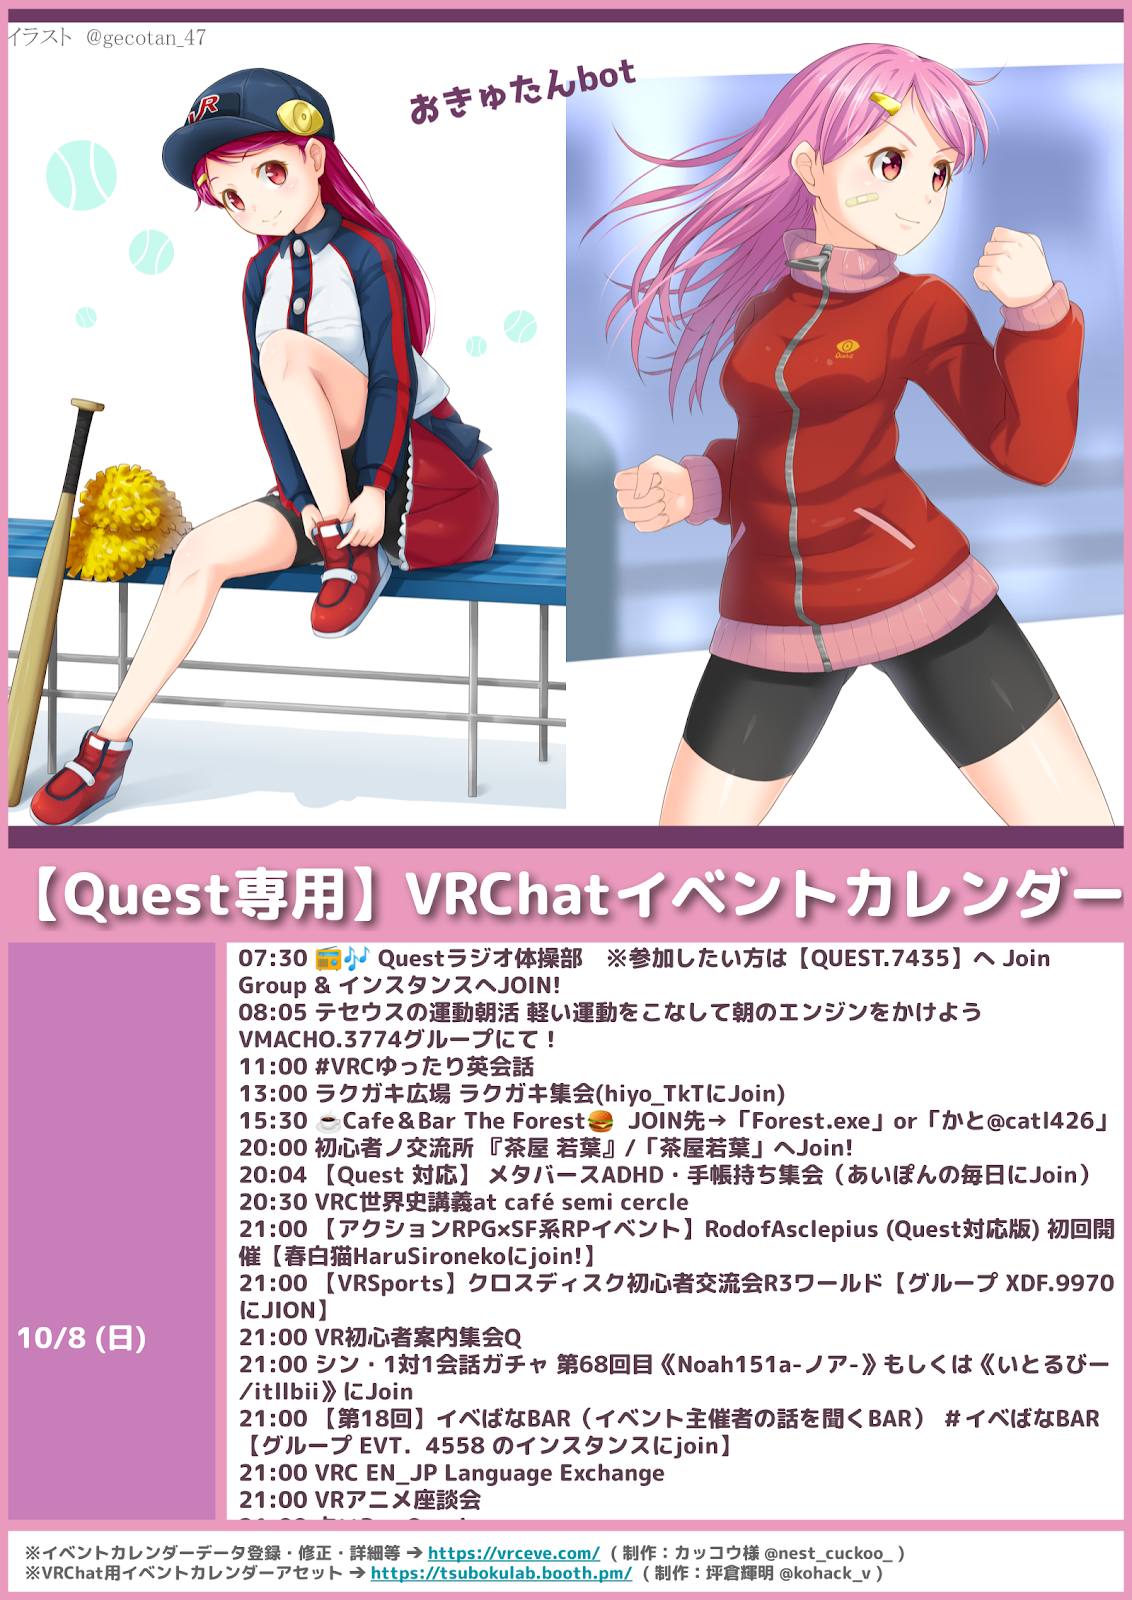 イラスト @gecotan_47
おきゅたんbot
VR
Quest
【Quest専用】VRChatイベントカレンダー
10/8 (日)
07:30 📻🎶 Questラジオ体操部　※参加したい方は【QUEST.7435】へ Join
Group & インスタンスへJOIN!
08:05 テセウスの運動朝活 軽い運動をこなして朝のエンジンをかけよう
VMACHO.3774グループにて！
11:00 #VRCゆったり英会話
13:00 ラクガキ広場 ラクガキ集会(hiyo_TkTにJoin)
15:30 ☕Cafe＆Bar The Forest🍔 JOIN先→「Forest.exe」or「かと@catl426」
20:00 初心者ノ交流所 『茶屋 若葉』/「茶屋若葉」へJoin!
20:04 【Quest 対応】 メタバースADHD・手帳持ち集会（あいぽんの毎日にJoin）
20:30 VRC世界史講義at café semi cercle
21:00 【アクションRPG×SF系RPイベント】RodofAsclepius (Quest対応版) 初回開
催【春白猫HaruSironekoにjoin!】
21:00 【VRSports】クロスディスク初心者交流会R3ワールド【グループ XDF.9970
にJION】
21:00 VR初心者案内集会Q
21:00 シン・1対1会話ガチャ 第68回目《Noah151a-ノア-》もしくは《いとるびー
/itllbii》にJoin
21:00 【第18回】イベばなBAR（イベント主催者の話を聞くBAR） ＃イベばなBAR
【グループ EVT．4558 のインスタンスにjoin】
21:00 VRC EN_JP Language Exchange
21:00 VRアニメ座談会
※イベントカレンダーデータ登録・修正・詳細等 ➔ https://vrceve.com/ （ 制作：カッコウ様 @nest_cuckoo_ ）
※VRChat用イベントカレンダーアセット ➔ https://tsubokulab.booth.pm/ （ 制作：坪倉輝明 @kohack_v ）